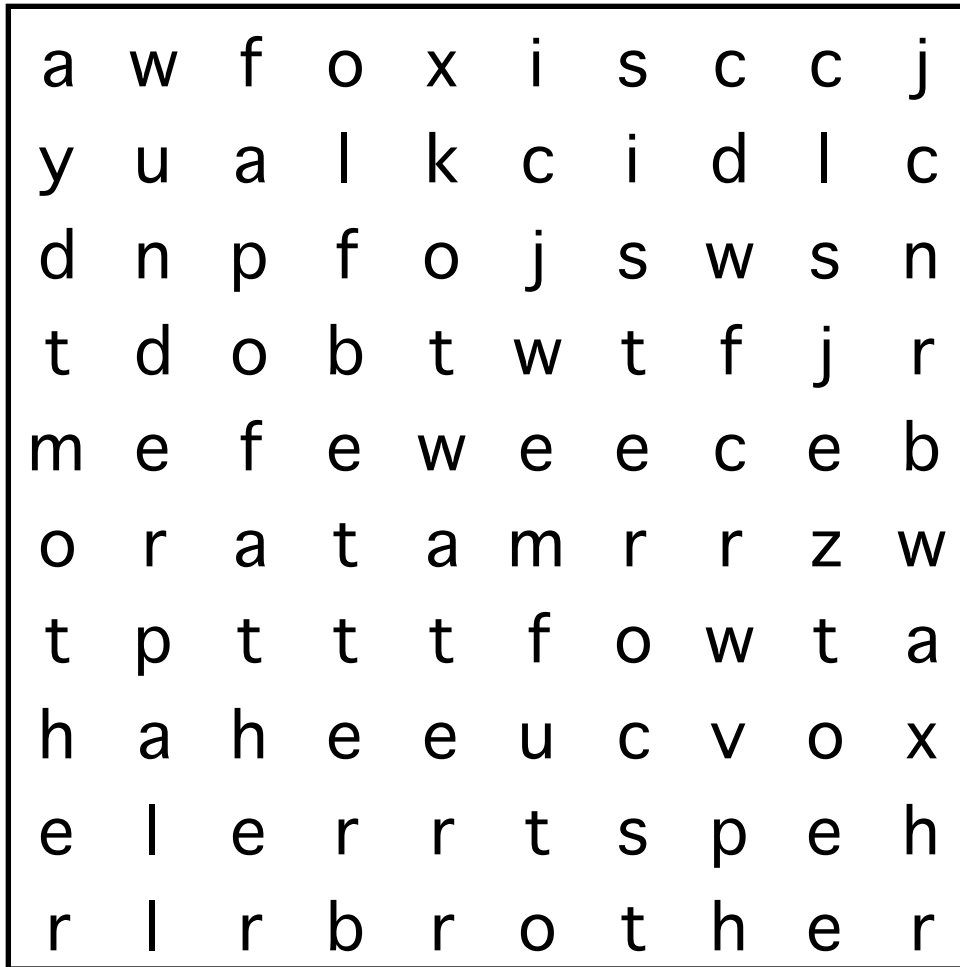 a w f o x i s c c j
y u a l k c i d l c
d n p f o j s w s n
t d o b t w t f j r
m e f e w e e c e b
o r a t a m r r z w
t p t t t f o w t a
h a h e e u c v o x
e l e r r t s p e h
r l r b r o t h e r